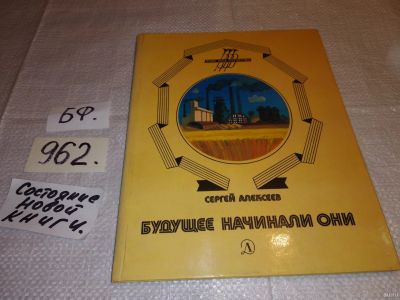 БФ.
962.
Состояние
новой
книги.
СЕРГЕЙ АЛЕКСЕЕВ
БУДУЩЕЕ НАЧИНАЛИ ОНИ